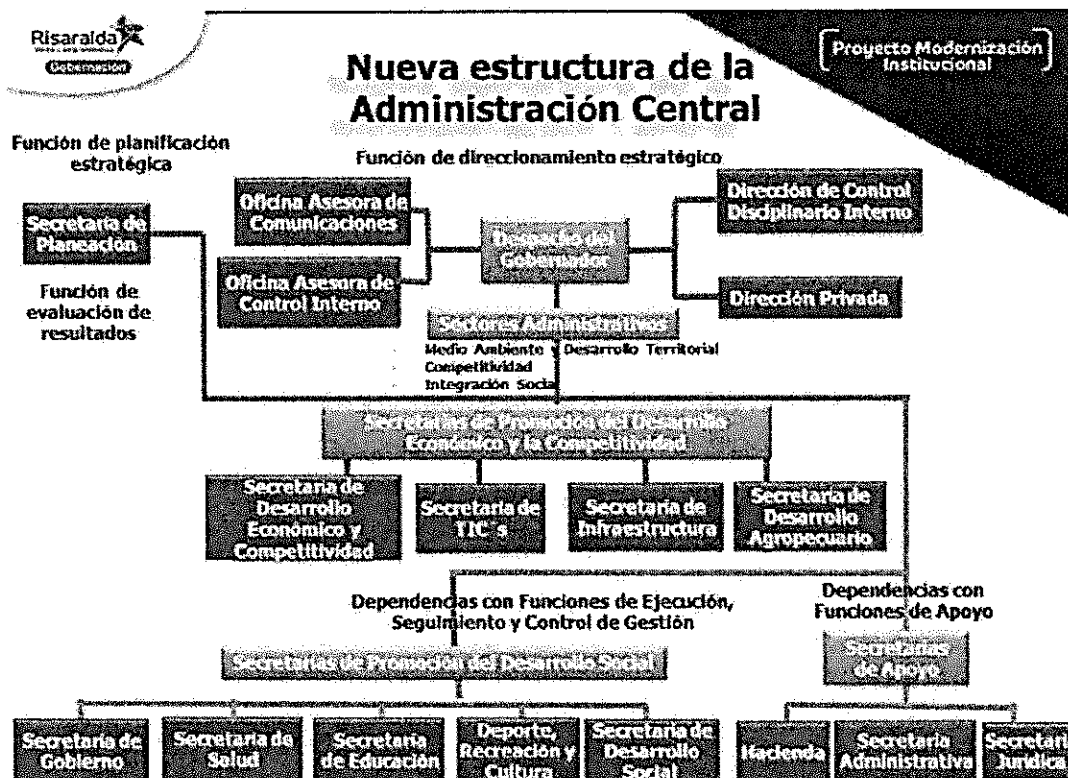 Risaralda
Gobernación
Proyecto Modernización
Institucional
Nueva estructura de la
Administración Central
Función de planificación
estratégica
Función de direccionamiento estratégico
Secretaría de
Planeación
Función de
evaluación de
resultados
Oficina Asesora de
Comunicaciones
Oficina Asesora de
Control Interno
Despacho del
Gobernador
Dirección de Control
Disciplinario Interno
Dirección Privada
Sectores Administrativos
Medio Ambiente y Desarrollo Territorial
Competitividad
Integración Social
Secretarías de Promoción del Desarrollo
Económico y la Competitividad
Secretaría de
Desarrollo
Económico y
Competitividad
Secretaría de
TIC´s
Secretaría de
Infraestructura
Secretaría de
Desarrollo
Agropecuario
Dependencias con Funciones de Ejecución,
Seguimiento y Control de Gestión
Dependencias con
Funciones de Apoyo
Secretarías de Promoción del Desarrollo Social
Secretarías
de Apoyo
Secretaría de
Gobierno
Secretaría de
Salud
Secretaría
de Educación
Deporte,
Recreación y
Cultura
Secretaría de
Desarrollo
Social
Hacienda
Secretaría
Administrativa
Secretaría
Jurídica